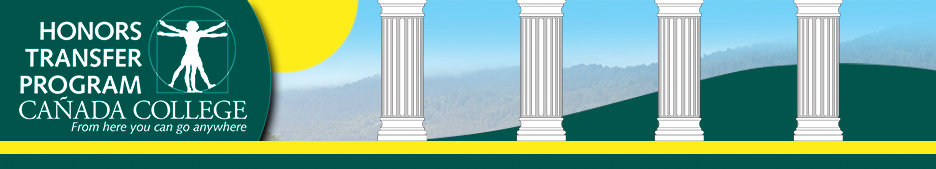 HONORS
TRANSFER
PROGRAM
CAÑADA COLLEGE
From here you can go anywhere